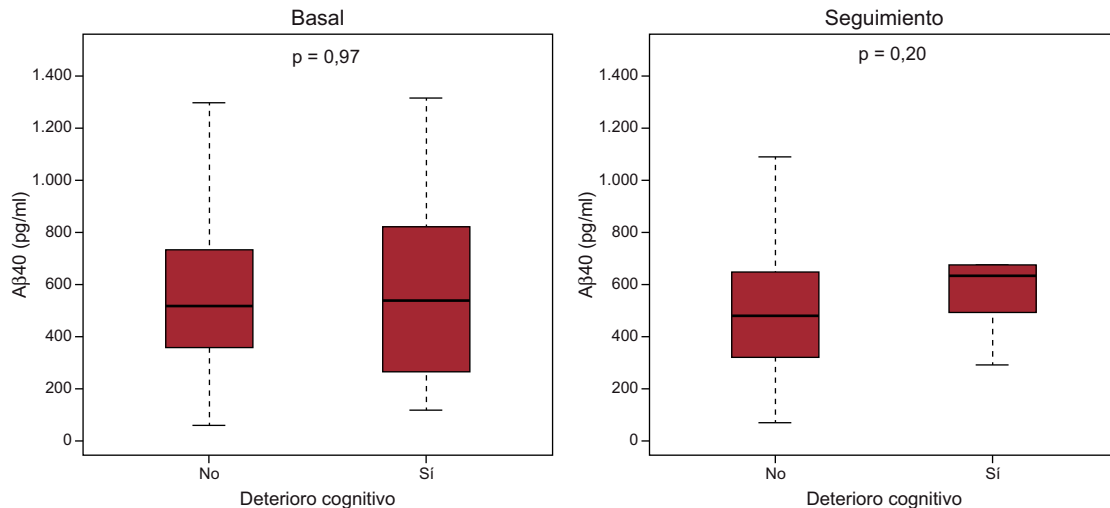 Basal
p = 0,97
Aβ40 (pg/ml)
1.400
1.200
1.000
800
600
400
200
0
No
Sí
Deterioro cognitivo
Seguimiento
p = 0,20
Aβ40 (pg/ml)
1.400
1.200
1.000
800
600
400
200
0
No
Sí
Deterioro cognitivo